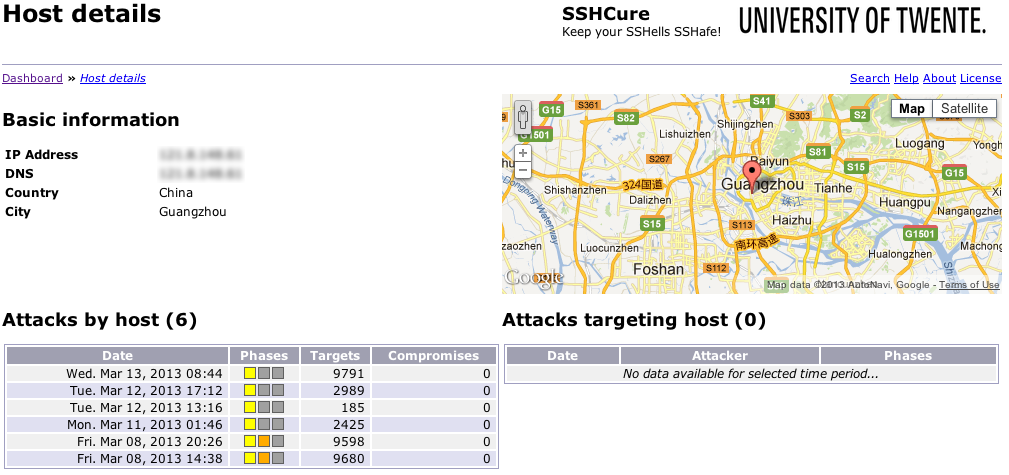 Host details
SSHCure
Keep your SSHells SSHafe!
UNIVERSITY OF TWENTE.
Dashboard » Host details
Search Help About License
Basic information
IP Address
DNS
Country China
City Guangzhou
Map Satellite
G15 S361 S82 S41 S303 S2
G1501
Shijingzhen
Lishuizhen
Luogang
S81 S15 G15
S267
Baiyun
Guangzhou
Tianhe
324国道
Shishanzhen
Dalizhen
珠江
Huangpu
Nangangzhen
Dongping Waterway
S15 S113
Haizhu
G1501
南环高速
Luocunzhen
Longgangzhen
Foshan
S112
Google
Map data ©2013 AutoNavi, Google - Terms of Use
Attacks by host (6)
Date Phases Targets Compromises
Wed. Mar 13, 2013 08:44 9791 0
Tue. Mar 12, 2013 17:12 2989 0
Tue. Mar 12, 2013 13:16 185 0
Mon. Mar 11, 2013 01:46 2425 0
Fri. Mar 08, 2013 20:26 9598 0
Fri. Mar 08, 2013 14:38 9680 0
Attacks targeting host (0)
Date Attacker Phases
No data available for selected time period...